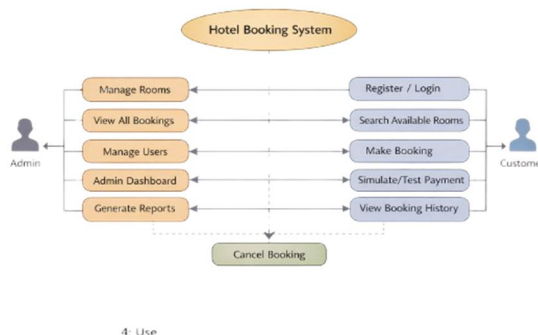 Hotel Booking System
Manage Rooms
Register / Login
View All Bookings
Search Available Rooms
Manage Users
Make Booking
Admin
Custome
Admin Dashboard
Simulate/Test Payment
Generate Reports
View Booking History
Cancel Booking
4: Use